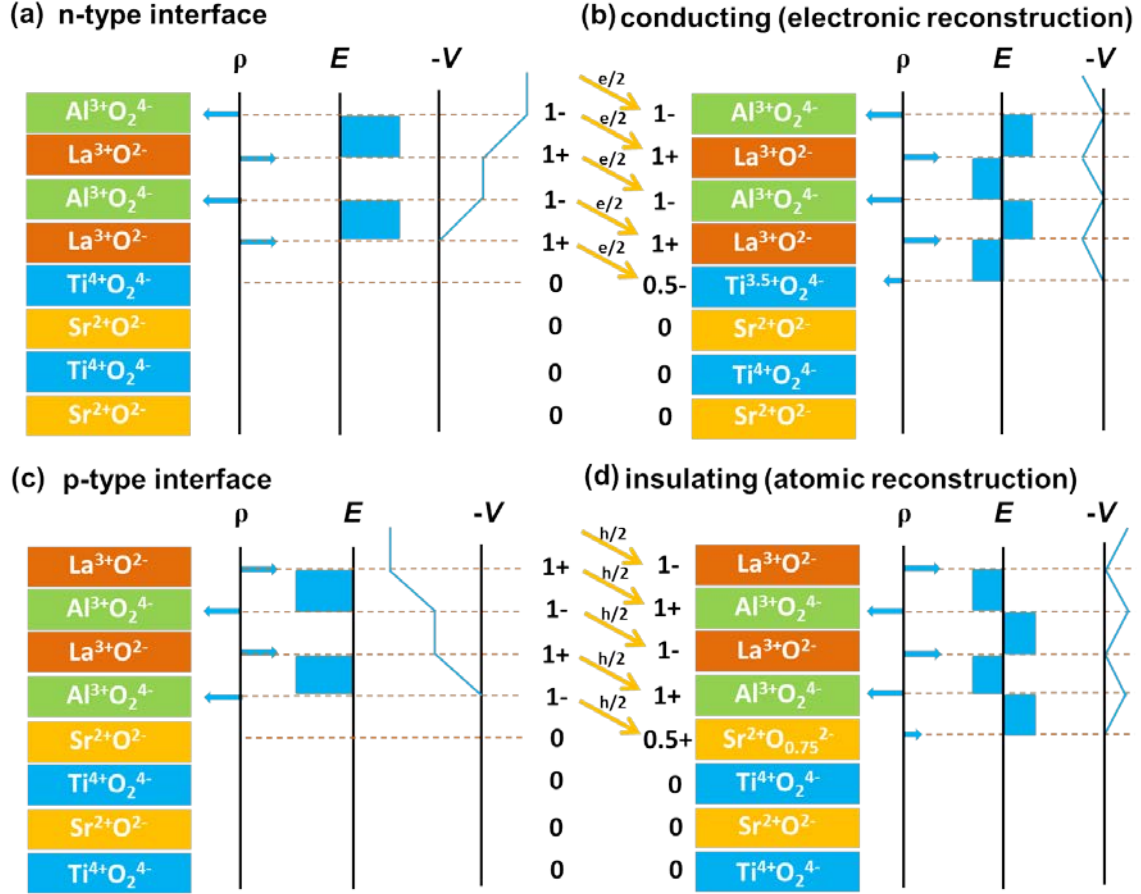 (a) n-type interface
ρ E -V
Al³⁺O₂⁴⁻ 1-
La³⁺O²⁻ 1+
Al³⁺O₂⁴⁻ 1-
La³⁺O²⁻ 1+
Ti⁴⁺O₂⁴⁻ 0
Sr²⁺O²⁻ 0
Ti⁴⁺O₂⁴⁻ 0
Sr²⁺O²⁻ 0
(b) conducting (electronic reconstruction)
ρ E -V
e/2
e/2
e/2
e/2
e/2
1- Al³⁺O₂⁴⁻
1+ La³⁺O²⁻
1- Al³⁺O₂⁴⁻
1+ La³⁺O²⁻
0.5- Ti³·⁵⁺O₂⁴⁻
0 Sr²⁺O²⁻
0 Ti⁴⁺O₂⁴⁻
0 Sr²⁺O²⁻
(c) p-type interface
ρ E -V
La³⁺O²⁻ 1+
Al³⁺O₂⁴⁻ 1-
La³⁺O²⁻ 1+
Al³⁺O₂⁴⁻ 1-
Sr²⁺O²⁻ 0
Ti⁴⁺O₂⁴⁻ 0
Sr²⁺O²⁻ 0
Ti⁴⁺O₂⁴⁻ 0
(d) insulating (atomic reconstruction)
ρ E -V
h/2
h/2
h/2
h/2
h/2
1- La³⁺O²⁻
1+ Al³⁺O₂⁴⁻
1- La³⁺O²⁻
1+ Al³⁺O₂⁴⁻
0.5+ Sr²⁺O₀.₇₅²⁻
0 Ti⁴⁺O₂⁴⁻
0 Sr²⁺O²⁻
0 Ti⁴⁺O₂⁴⁻